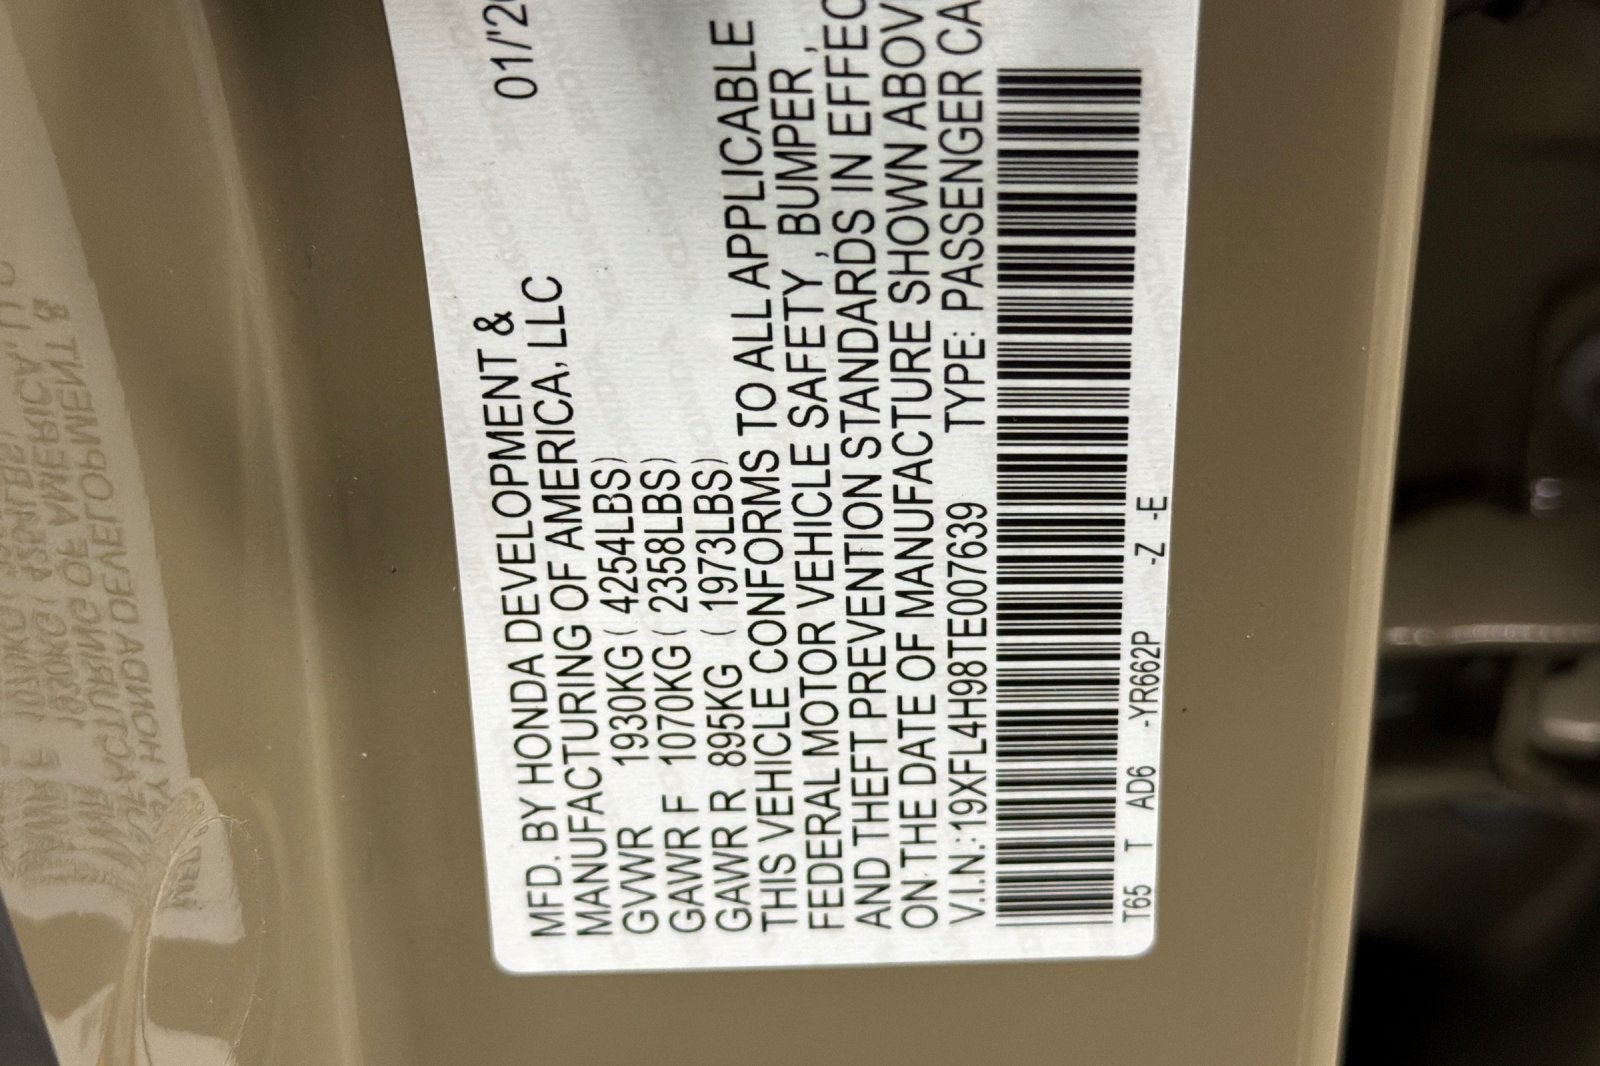 MFD. BY HONDA DEVELOPMENT &
MANUFACTURING OF AMERICA, LLC
01/'20
GVWR 1930KG ( 4254LBS)
GAWR F 1070KG ( 2358LBS)
GAWR R 895KG ( 1973LBS)
THIS VEHICLE CONFORMS TO ALL APPLICABLE
FEDERAL MOTOR VEHICLE SAFETY , BUMPER ,
AND THEFT PREVENTION STANDARDS IN EFFEC
ON THE DATE OF MANUFACTURE SHOWN ABOV
V.I.N.:19XFL4H98TE007639 TYPE: PASSENGER CA
T65 T AD6 -YR662P -Z -E